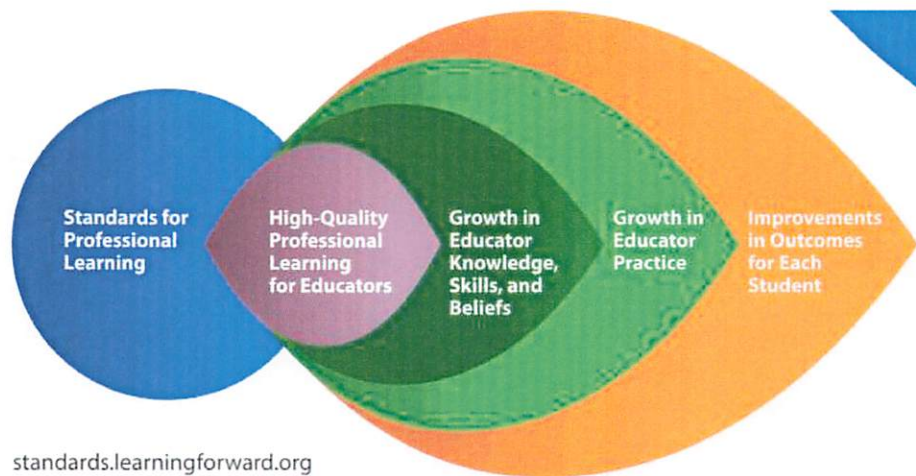 Standards for
Professional
Learning
High-Quality
Professional
Learning
for Educators
Growth in
Educator
Knowledge,
Skills, and
Beliefs
Growth in
Educator
Practice
Improvements
in Outcomes
for Each
Student
standards.learningforward.org